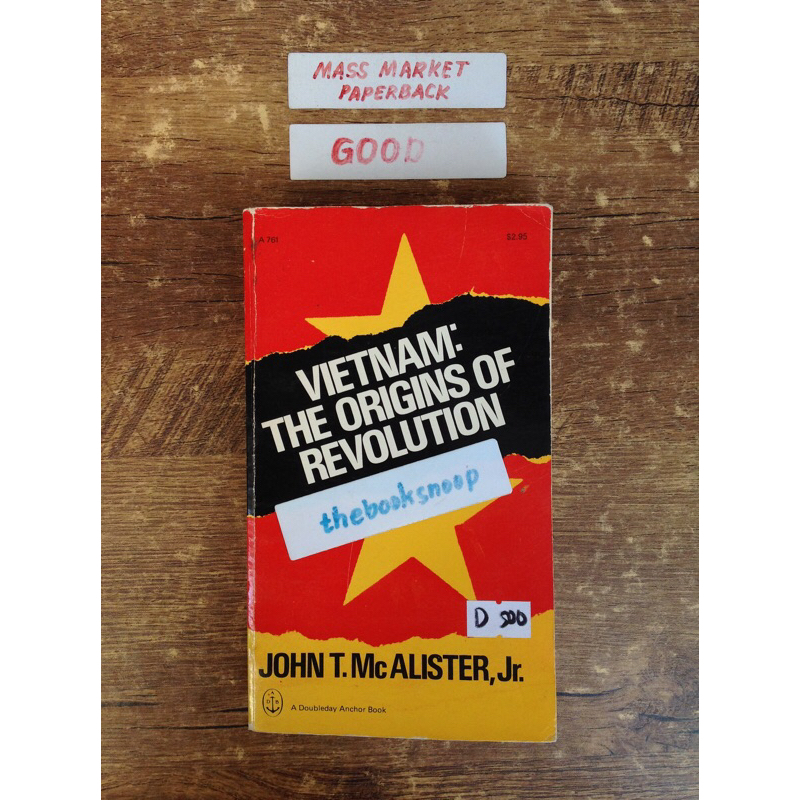 MASS MARKET
PAPERBACK
GOOD
A 761
$2.95
VIETNAM:
THE ORIGINS OF
REVOLUTION
thebooksnoop
D 500
JOHN T. McALISTER, Jr.
A
D B
A Doubleday Anchor Book